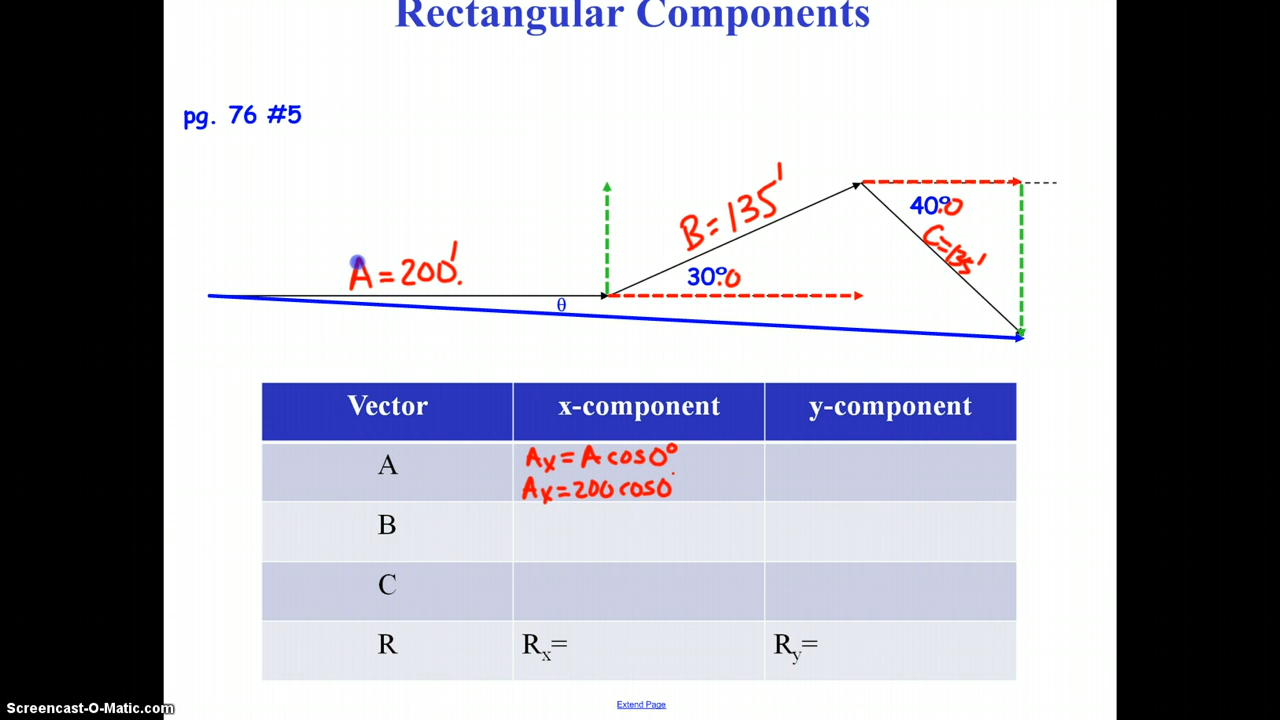 Rectangular Components
pg. 76 #5
A = 200.'
B = 135'
30°.0
40°.0
C = 135'
θ
Vector x-component y-component
A Ax = A cos 0°
Ax = 200 cos 0
B
C
R Rx= Ry=
Screencast-O-Matic.com
Extend Page